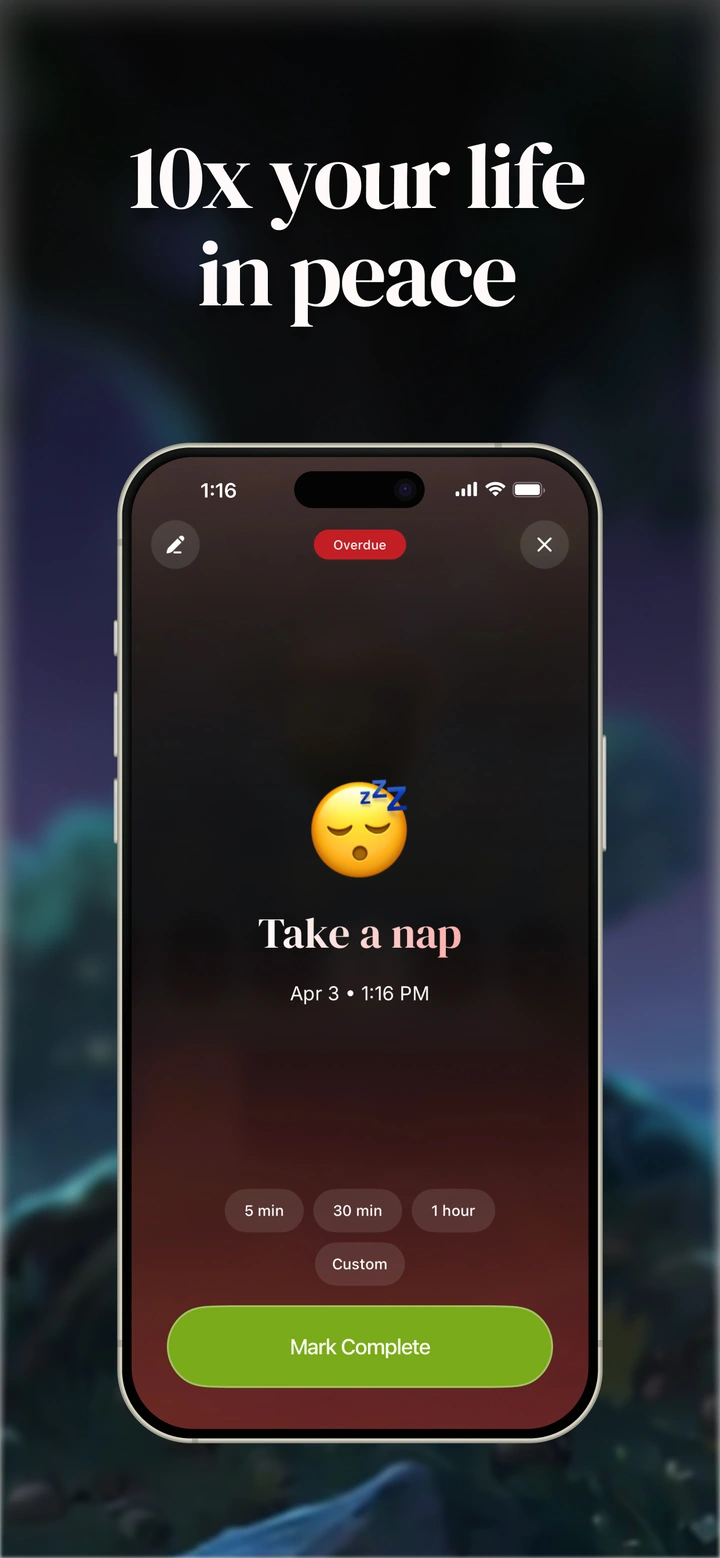 10x your life
in peace
1:16
Overdue
zZZ
Take a nap
Apr 3 • 1:16 PM
5 min 30 min 1 hour
Custom
Mark Complete